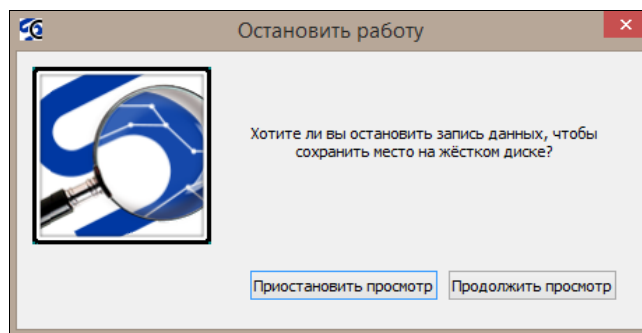 Остановить работу
Хотите ли вы остановить запись данных, чтобы
сохранить место на жёстком диске?
Приостановить просмотр Продолжить просмотр